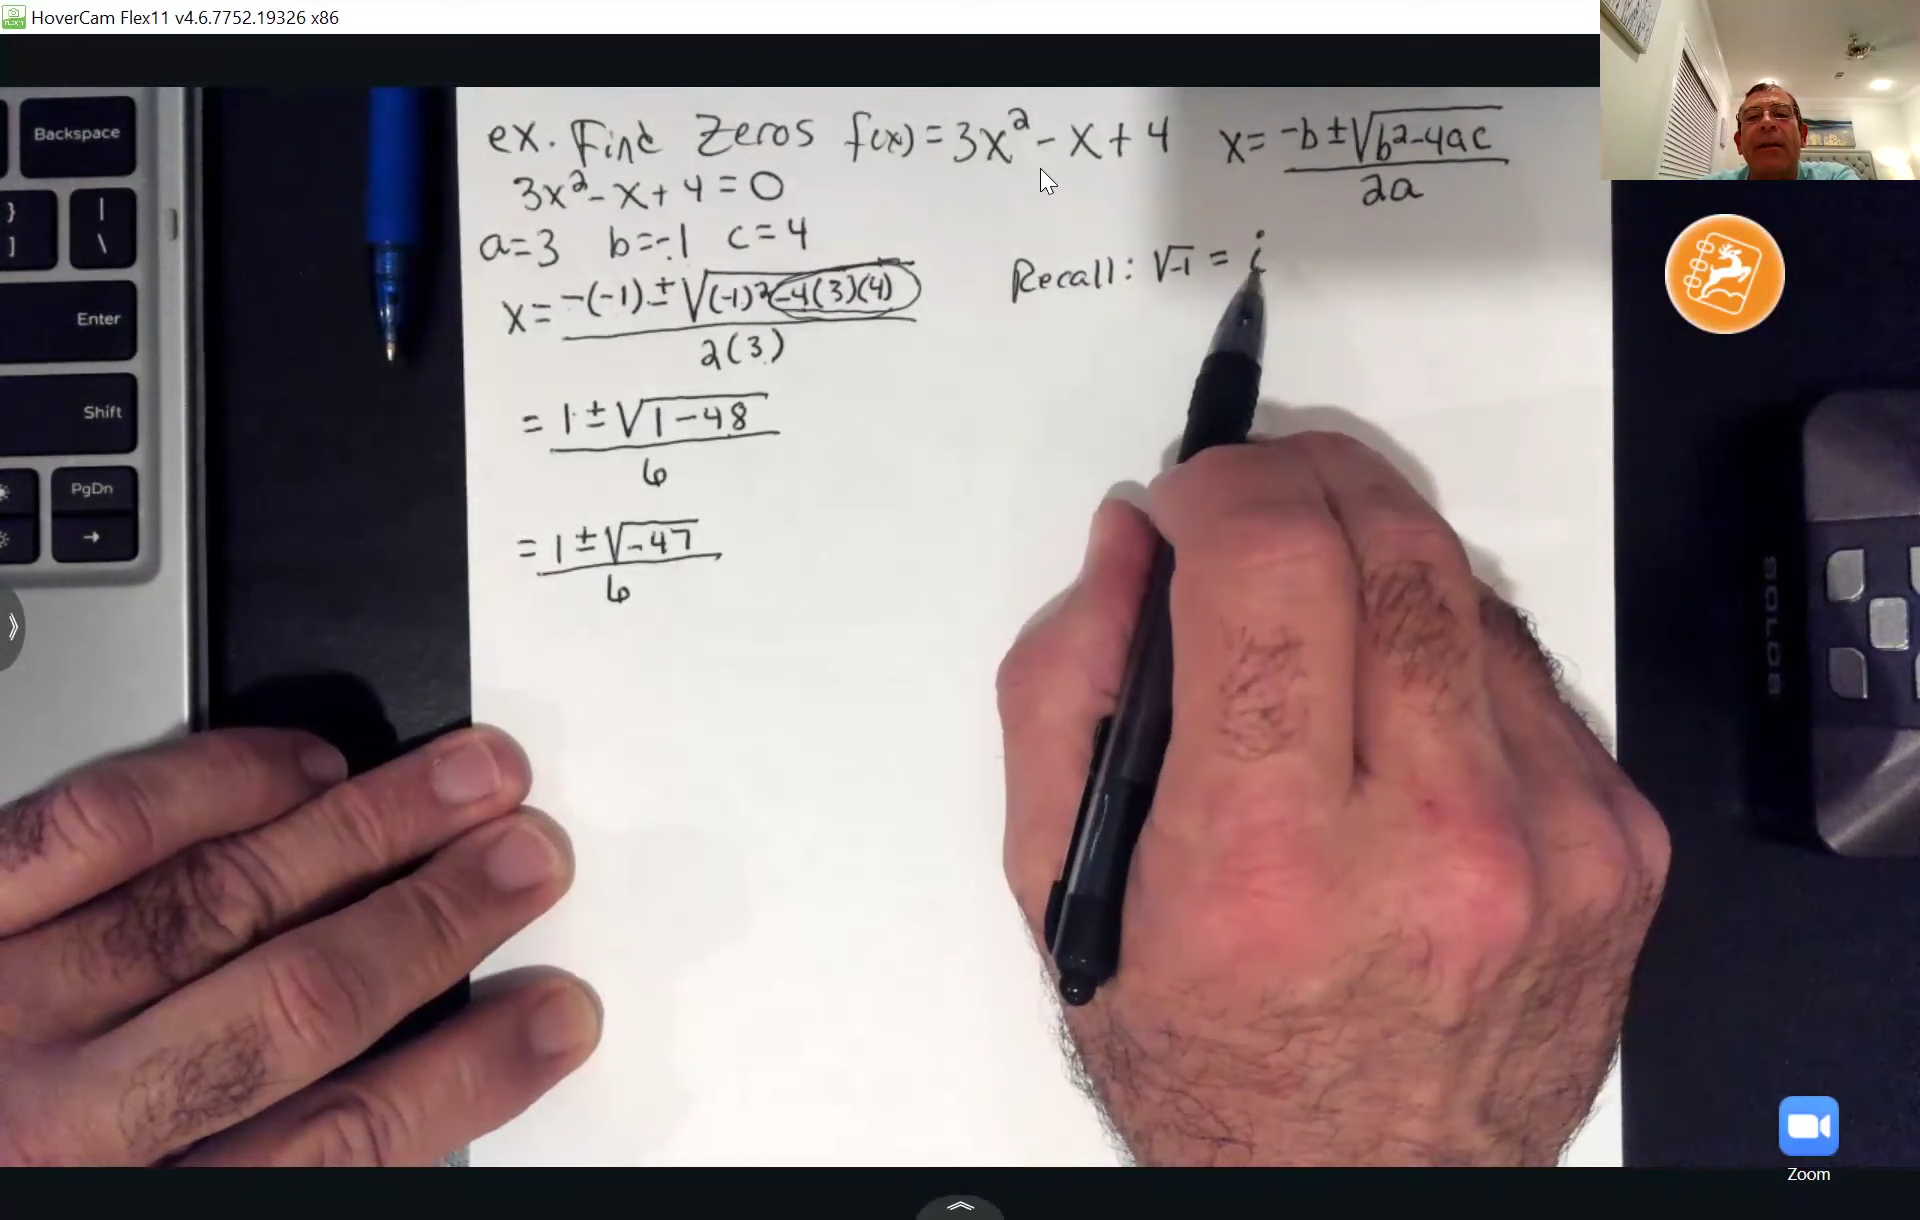 HoverCam Flex11 v4.6.7752.19326 x86
Backspace
}
]
|
\
Enter
Shift
PgDn
ex. Find Zeros f(x) = 3x² - x + 4
x = -b ± √b² - 4ac / 2a
3x² - x + 4 = 0
a = 3 b = -1 c = 4
Recall: √-1 = i
x = -(-1) ± √(-1)² - 4(3)(4) / 2(3)
= 1 ± √1 - 48 / 6
= 1 ± √-47 / 6
SOLBO
Zoom